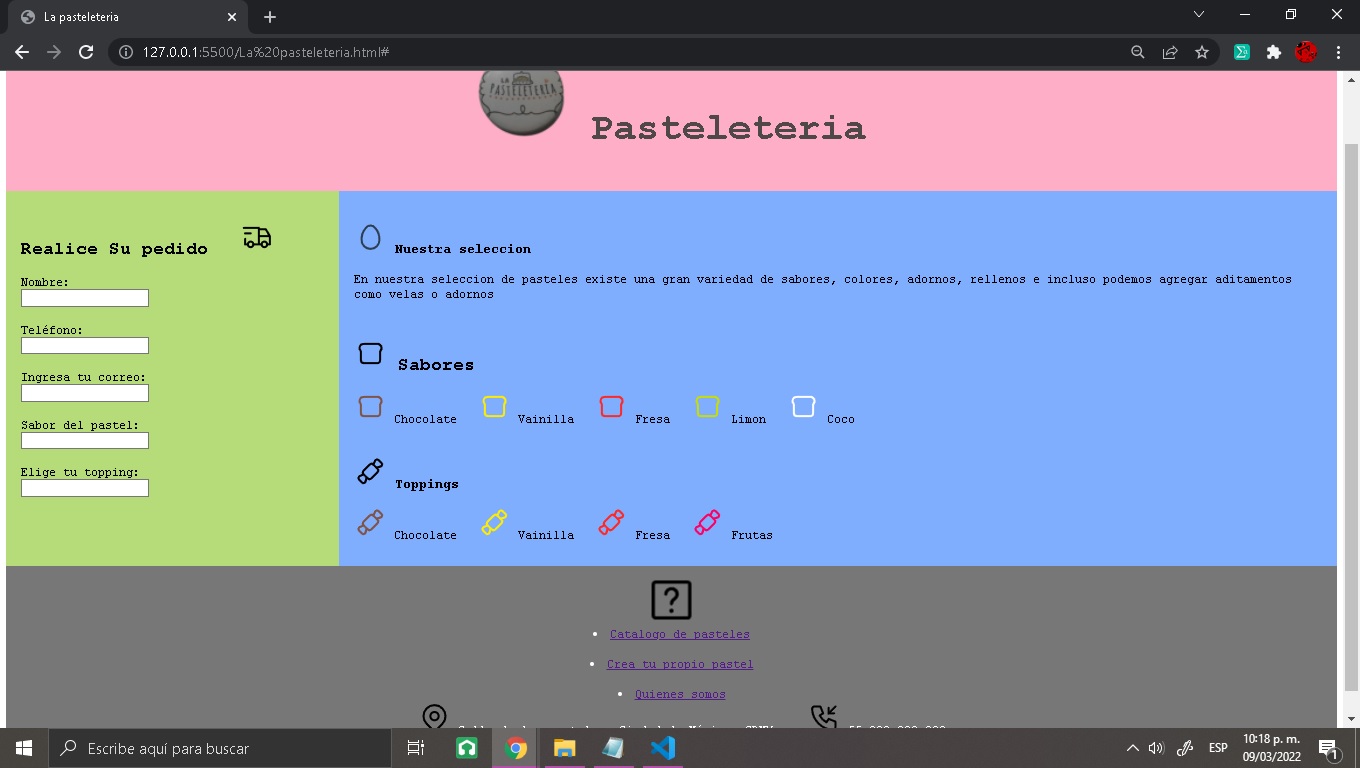 La pasteleteria
127.0.0.1:5500/La%20pasteleteria.html#
LA
PASTELETERIA
Pasteleteria
Realice Su pedido
Nombre:
Teléfono:
Ingresa tu correo:
Sabor del pastel:
Elige tu topping:
Nuestra seleccion
En nuestra seleccion de pasteles existe una gran variedad de sabores, colores, adornos, rellenos e incluso podemos agregar aditamentos
como velas o adornos
Sabores
Chocolate Vainilla Fresa Limon Coco
Toppings
Chocolate Vainilla Fresa Frutas
?
Catalogo de pasteles
Crea tu propio pastel
Quienes somos
Escribe aquí para buscar
ESP
10:18 p. m.
09/03/2022
1